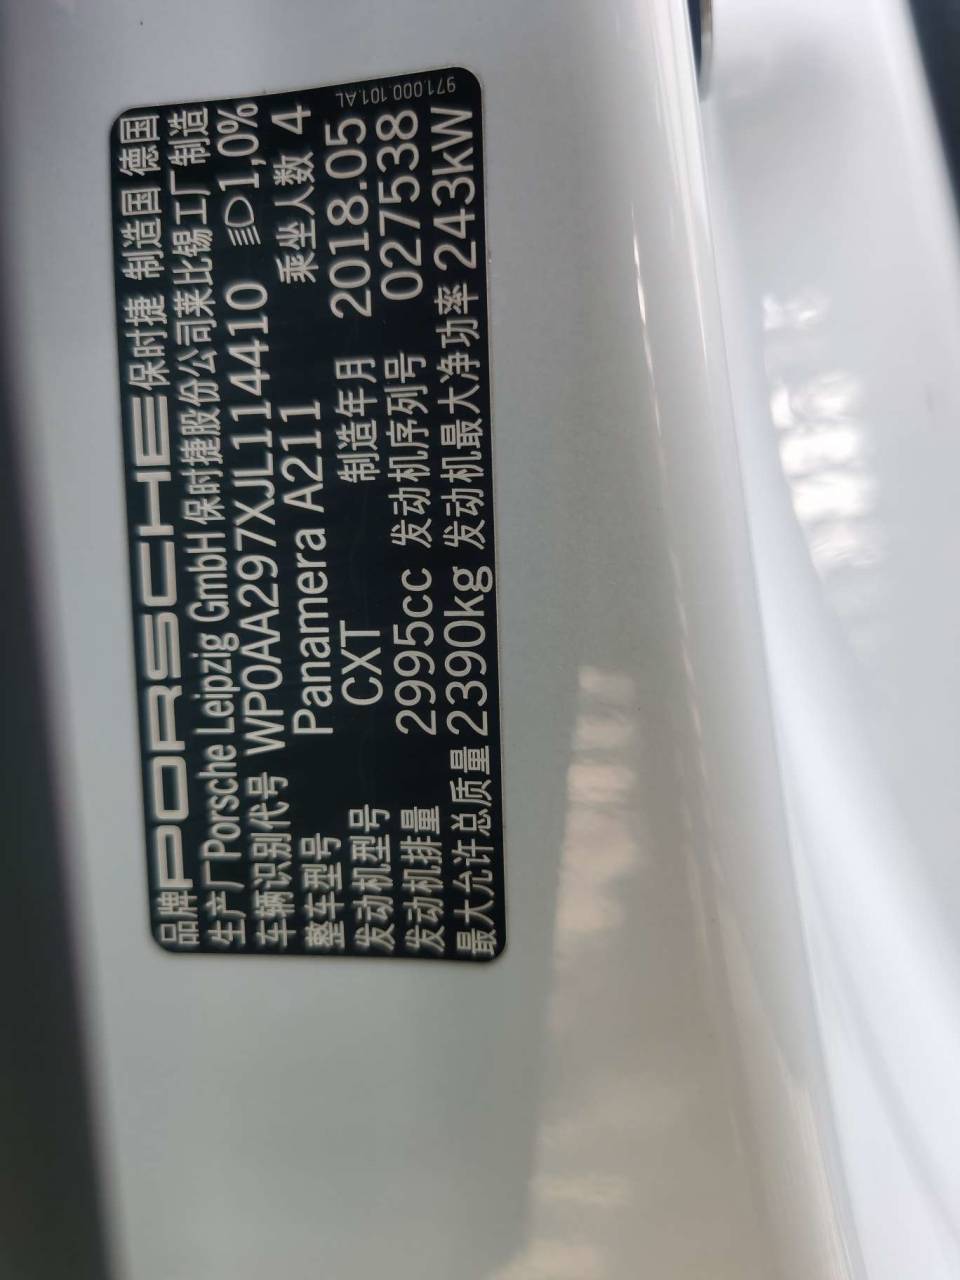 品牌 PORSCHE 保时捷 制造国 德国
生产厂 Porsche Leipzig GmbH 保时捷股份公司莱比锡工厂制造
车辆识别代号 WP0AA297XJL114410 1,0%
整车型号 Panamera A211 乘坐人数 4
发动机型号 CXT 制造年月 2018.05
发动机排量 2995cc 发动机序列号 027538
最大允许总质量 2390kg 发动机最大净功率 243kW
971.000.101.AL